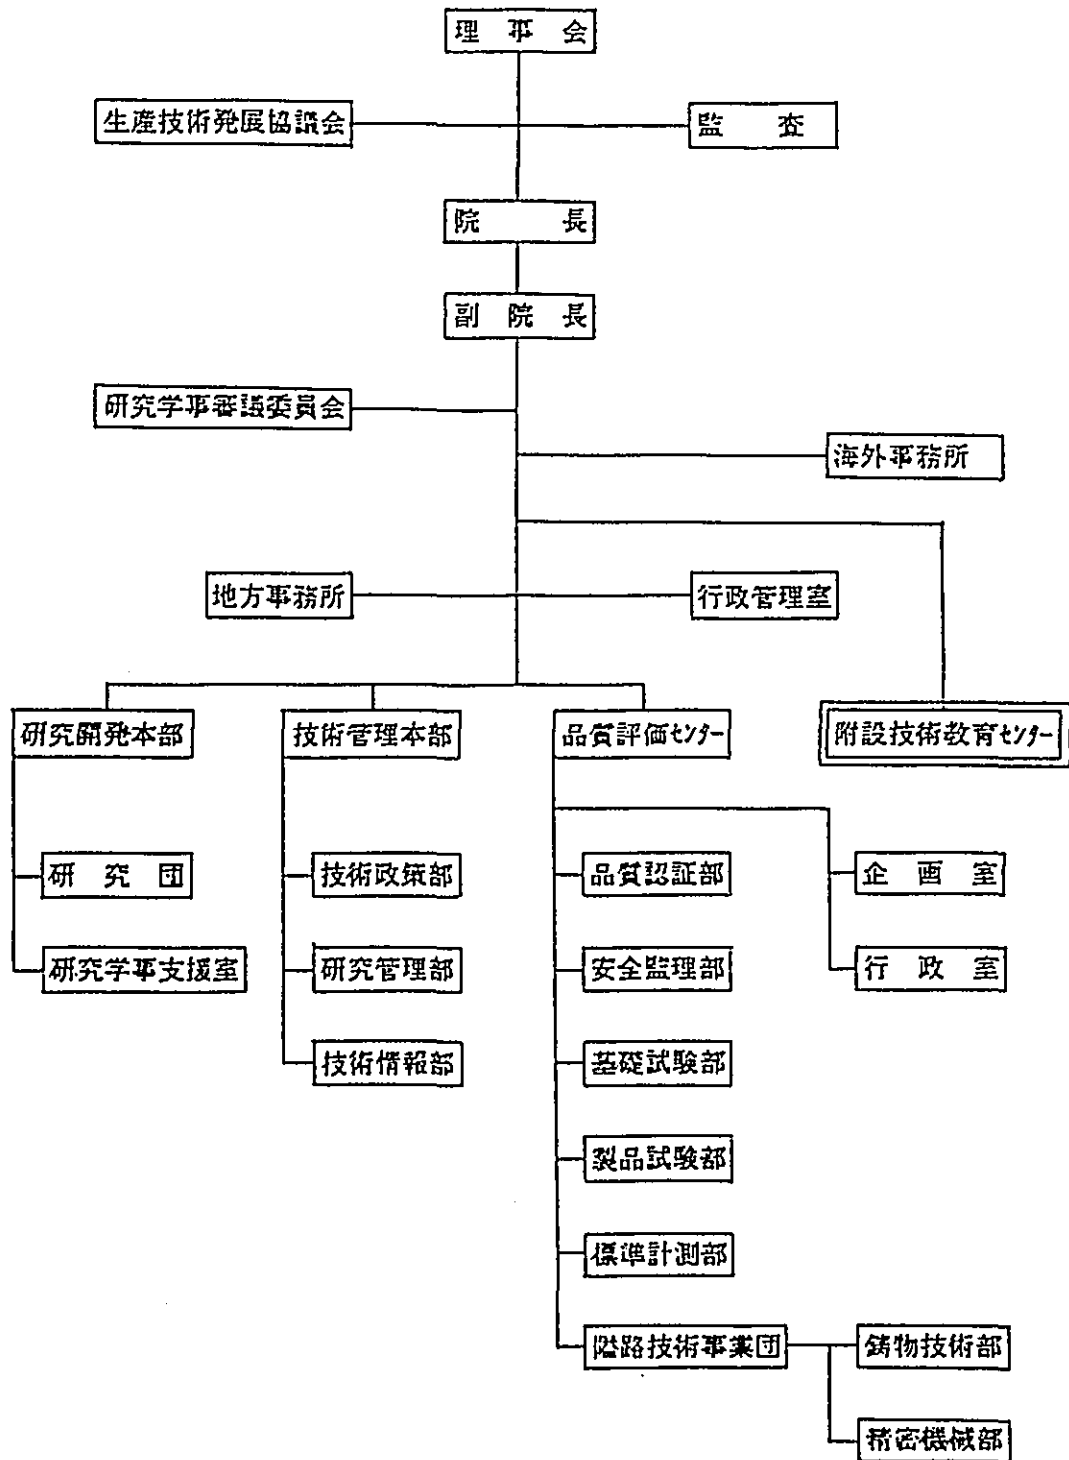 理事会
生産技術発展協議会
監査
院長
副院長
研究学事審議委員会
海外事務所
地方事務所
行政管理室
研究開発本部
技術管理本部
品質評価センター
附設技術教育センター
研究団
技術政策部
品質認証部
企画室
研究学事支援室
研究管理部
安全監理部
行政室
技術情報部
基礎試験部
製品試験部
標準計測部
隘路技術事業団
鋳物技術部
精密機械部